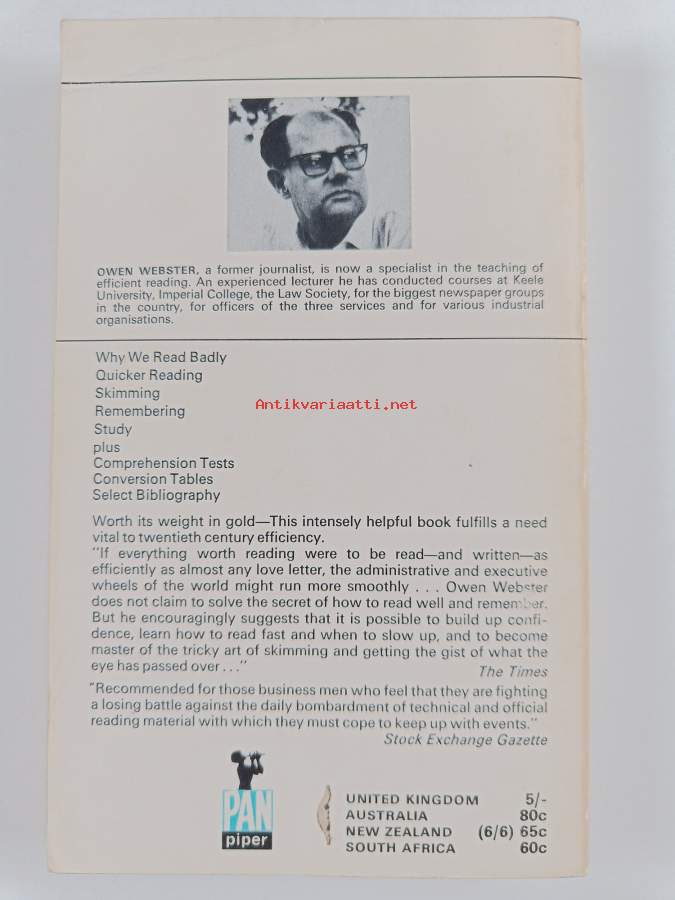 OWEN WEBSTER, a former journalist, is now a specialist in the teaching of
efficient reading. An experienced lecturer he has conducted courses at Keele
University, Imperial College, the Law Society, for the biggest newspaper groups
in the country, for officers of the three services and for various industrial
organisations.
Why We Read Badly
Quicker Reading
Skimming
Antikvariaatti.net
Remembering
Study
plus
Comprehension Tests
Conversion Tables
Select Bibliography
Worth its weight in gold—This intensely helpful book fulfills a need
vital to twentieth century efficiency.
"If everything worth reading were to be read—and written—as
efficiently as almost any love letter, the administrative and executive
wheels of the world might run more smoothly . . . Owen Webster
does not claim to solve the secret of how to read well and remember.
But he encouragingly suggests that it is possible to build up confi-
dence, learn how to read fast and when to slow up, and to become
master of the tricky art of skimming and getting the gist of what the
eye has passed over . . ."
The Times
"Recommended for those business men who feel that they are fighting
a losing battle against the daily bombardment of technical and official
reading material with which they must cope to keep up with events."
Stock Exchange Gazette
PAN
piper
UNITED KINGDOM 5/-
AUSTRALIA 80c
NEW ZEALAND (6/6) 65c
SOUTH AFRICA 60c